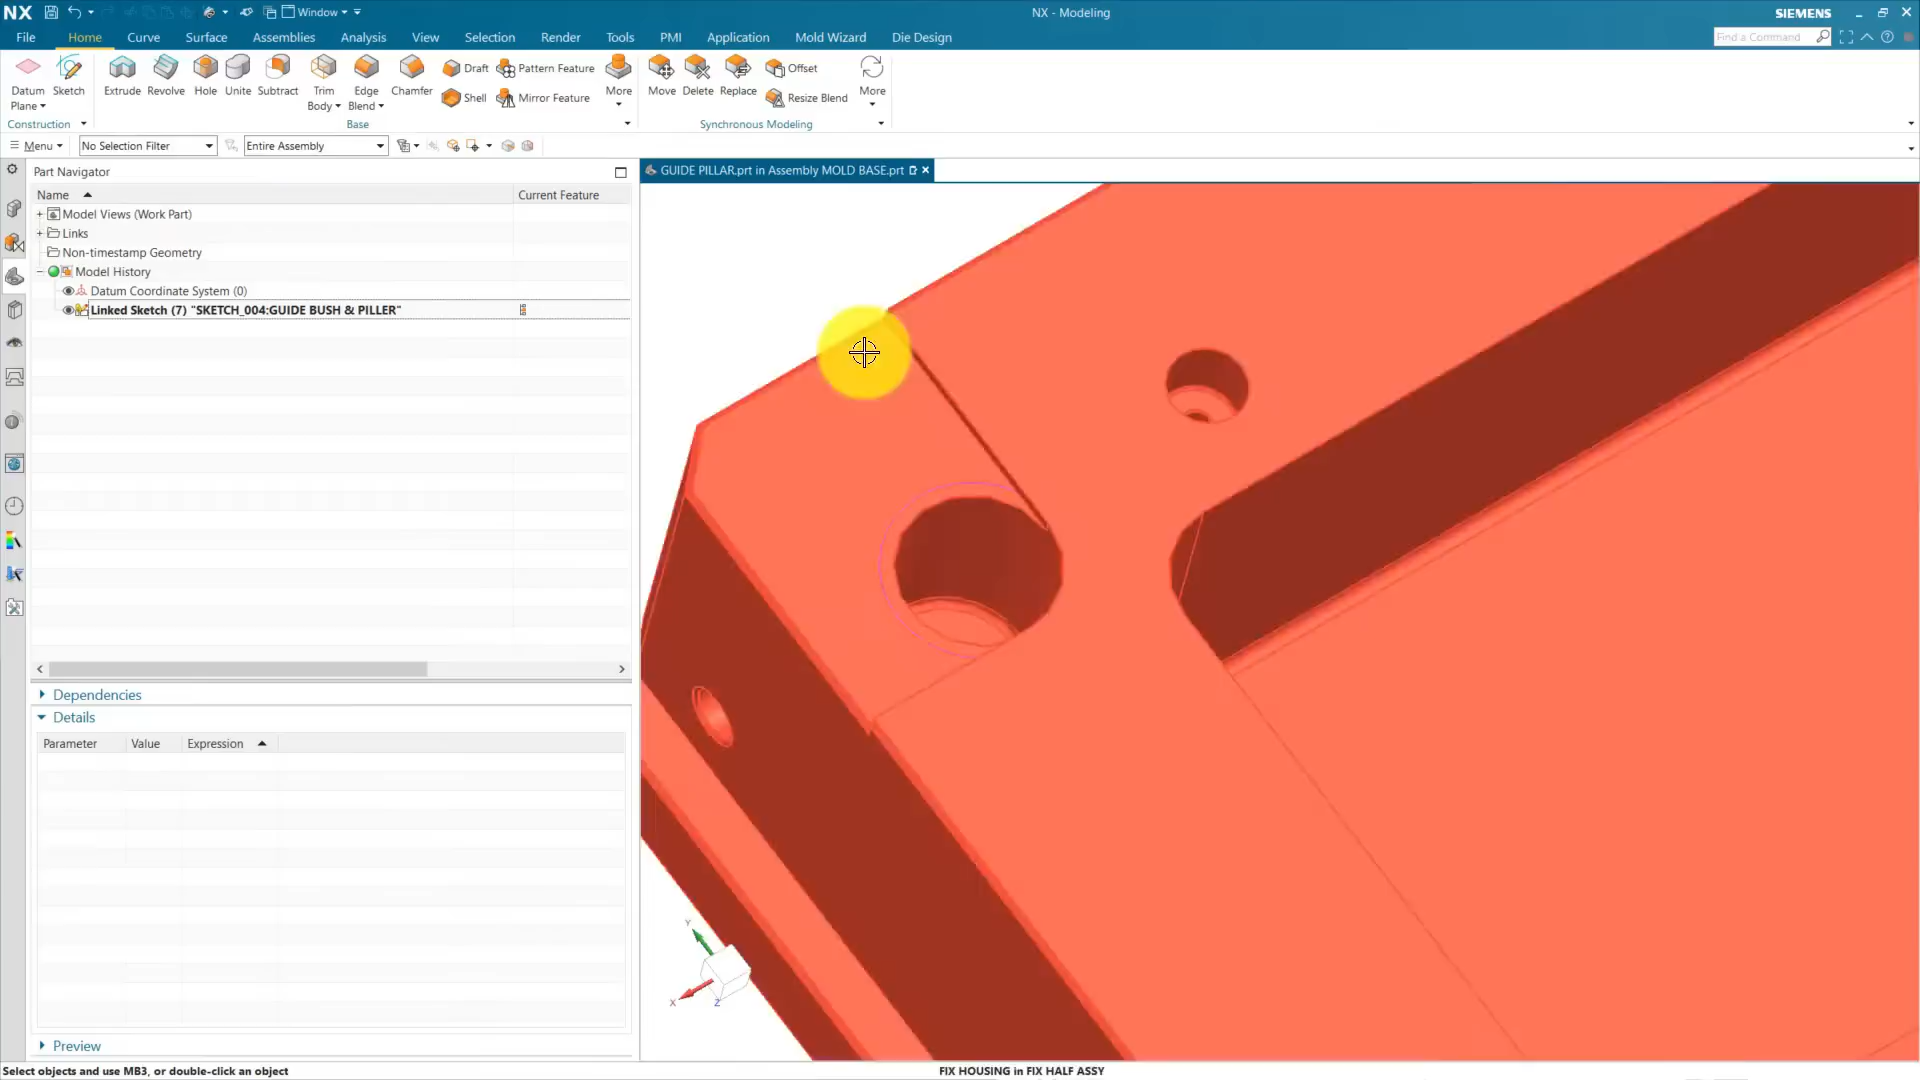 NX
Window
NX - Modeling
SIEMENS
File
Home
Curve
Surface
Assemblies
Analysis
View
Selection
Render
Tools
PMI
Application
Mold Wizard
Die Design
Find a Command
Datum
Plane
Sketch
Extrude
Revolve
Hole
Unite
Subtract
Trim
Body
Edge
Blend
Chamfer
Draft
Shell
Pattern Feature
Mirror Feature
More
Move
Delete
Replace
Offset
Resize Blend
More
Construction
Base
Synchronous Modeling
Menu
No Selection Filter
Entire Assembly
Part Navigator
GUIDE PILLAR.prt in Assembly MOLD BASE.prt
Name
Current Feature
Model Views (Work Part)
Links
Non-timestamp Geometry
Model History
Datum Coordinate System (0)
Linked Sketch (7) "SKETCH_004:GUIDE BUSH & PILLER"
Dependencies
Details
Parameter
Value
Expression
Preview
Y
X
Z
Select objects and use MB3, or double-click an object
FIX HOUSING in FIX HALF ASSY